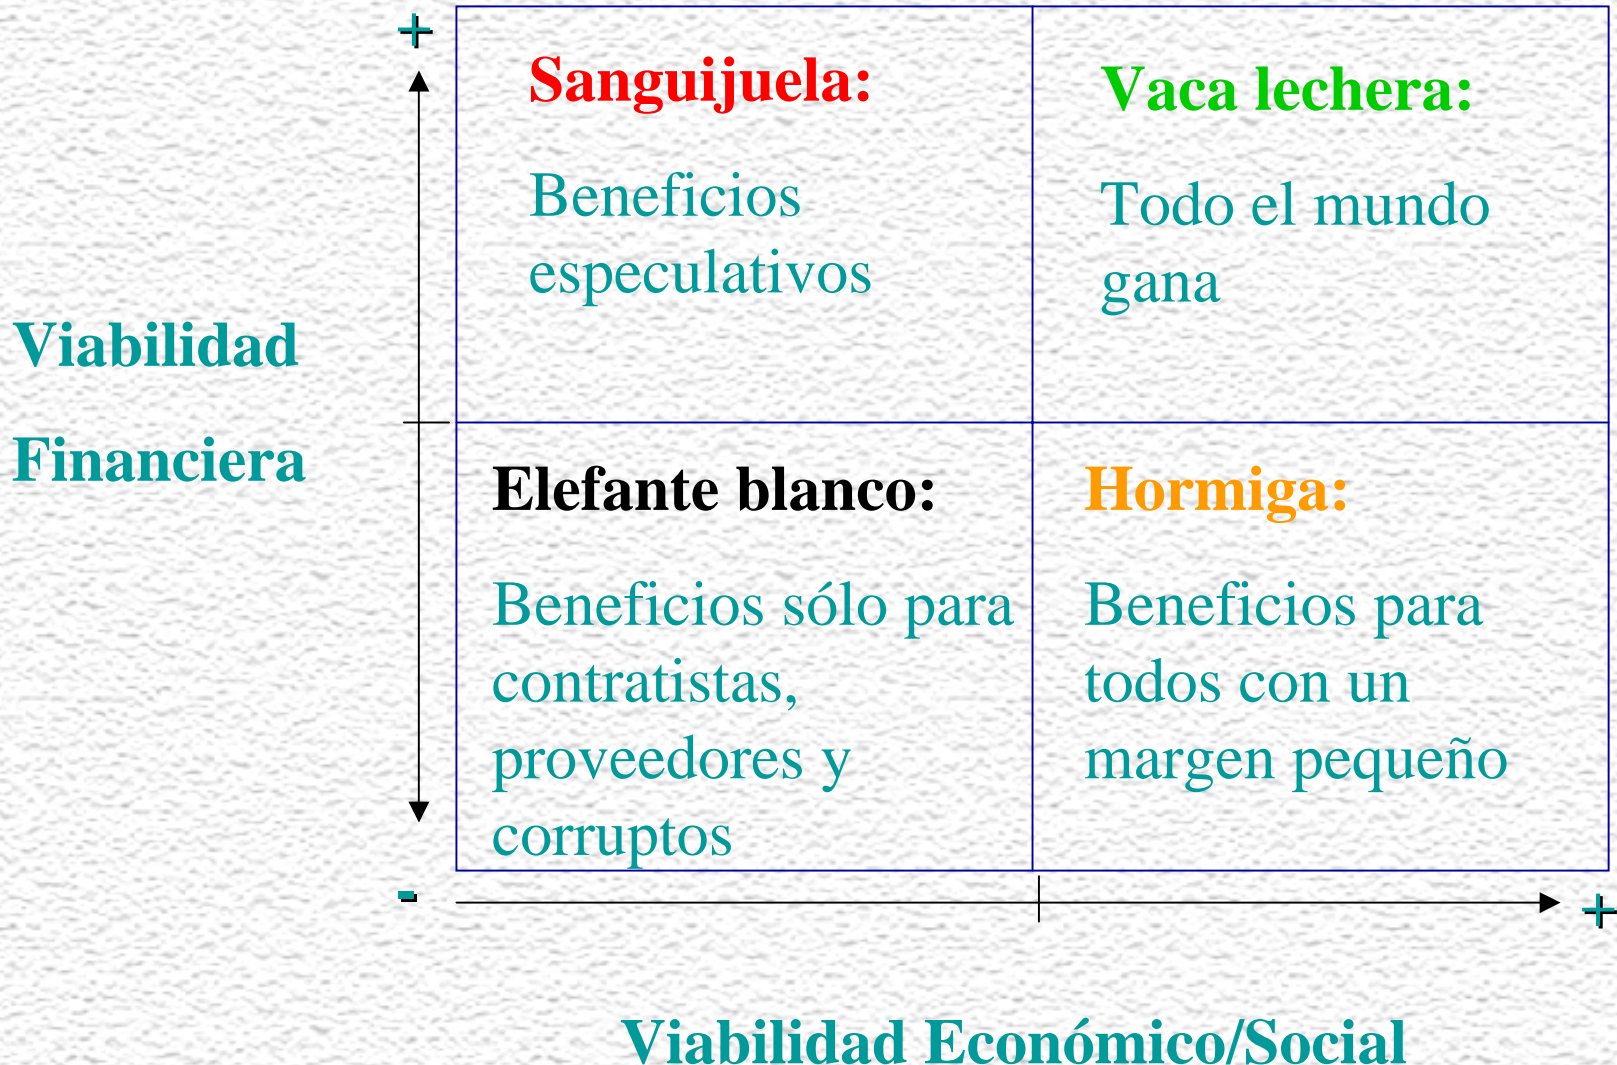 +
Sanguijuela:
Beneficios
especulativos
Vaca lechera:
Todo el mundo
gana
Viabilidad
Financiera
Elefante blanco:
Beneficios sólo para
contratistas,
proveedores y
corruptos
Hormiga:
Beneficios para
todos con un
margen pequeño
-
+
Viabilidad Económico/Social